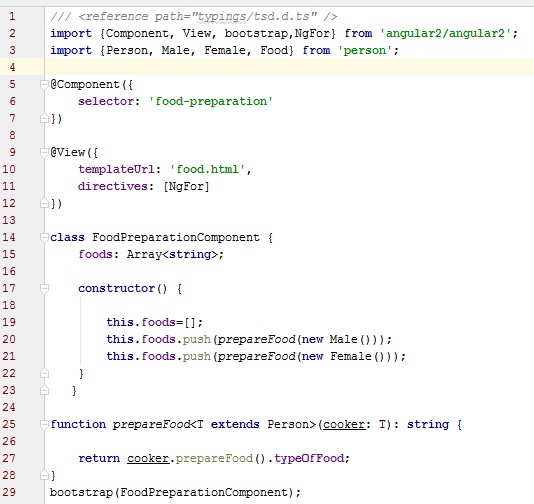 1 /// <reference path="typings/tsd.d.ts" />
2 import {Component, View, bootstrap,NgFor} from 'angular2/angular2';
3 import {Person, Male, Female, Food} from 'person';
4
5 @Component({
6     selector: 'food-preparation'
7 })
8
9 @View({
10     templateUrl: 'food.html',
11     directives: [NgFor]
12 })
13
14 class FoodPreparationComponent {
15     foods: Array<string>;
16
17     constructor() {
18
19         this.foods=[];
20         this.foods.push(prepareFood(new Male()));
21         this.foods.push(prepareFood(new Female()));
22     }
23    }
24
25 function prepareFood<T extends Person>(cooker: T): string {
26
27     return cooker.prepareFood().typeOfFood;
28 }
29 bootstrap(FoodPreparationComponent);